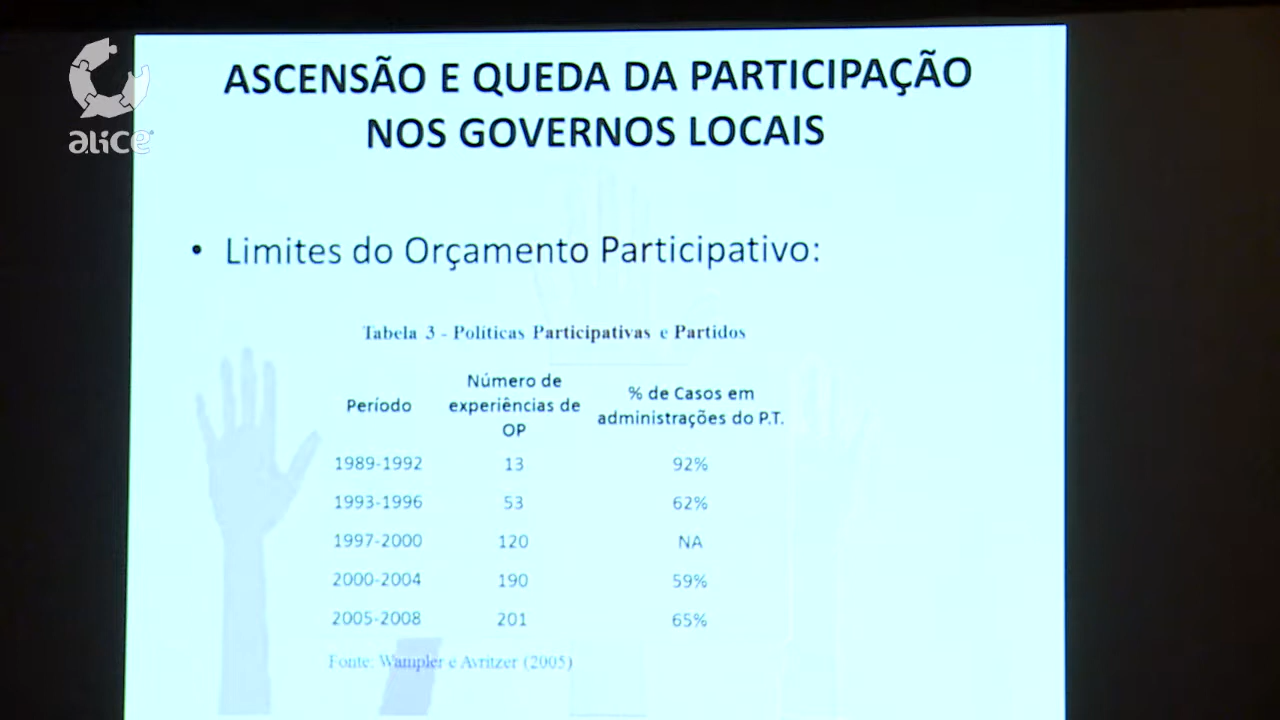 alice
ASCENSÃO E QUEDA DA PARTICIPAÇÃO
NOS GOVERNOS LOCAIS
• Limites do Orçamento Participativo:
Tabela 3 - Políticas Participativas e Partidos
Período Número de experiências de OP % de Casos em administrações do P.T.
1989-1992 13 92%
1993-1996 53 62%
1997-2000 120 NA
2000-2004 190 59%
2005-2008 201 65%
Fonte: Wampler e Avritzer (2005)